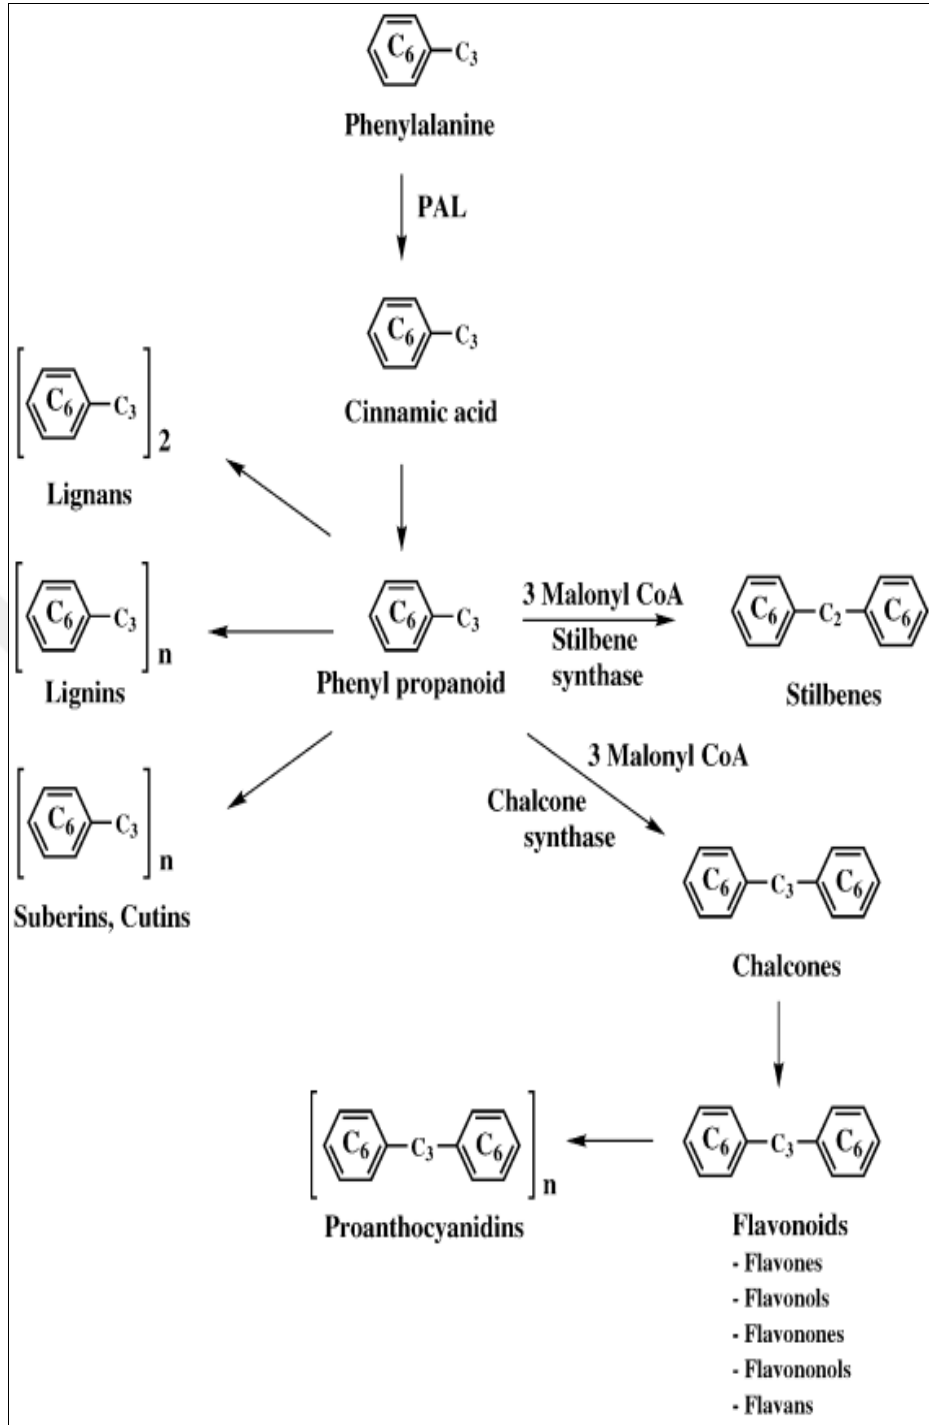 C6 C3
Phenylalanine
PAL
C6 C3
Cinnamic acid
C6 C3 2
Lignans
C6 C3 n
Lignins
C6 C3
Phenyl propanoid
3 Malonyl CoA
Stilbene
synthase
C6 C2 C6
Stilbenes
C6 C3 n
Suberins, Cutins
3 Malonyl CoA
Chalcone
synthase
C6 C3 C6
Chalcones
C6 C3 C6 n
Proanthocyanidins
C6 C3 C6
Flavonoids
- Flavones
- Flavonols
- Flavonones
- Flavononols
- Flavans